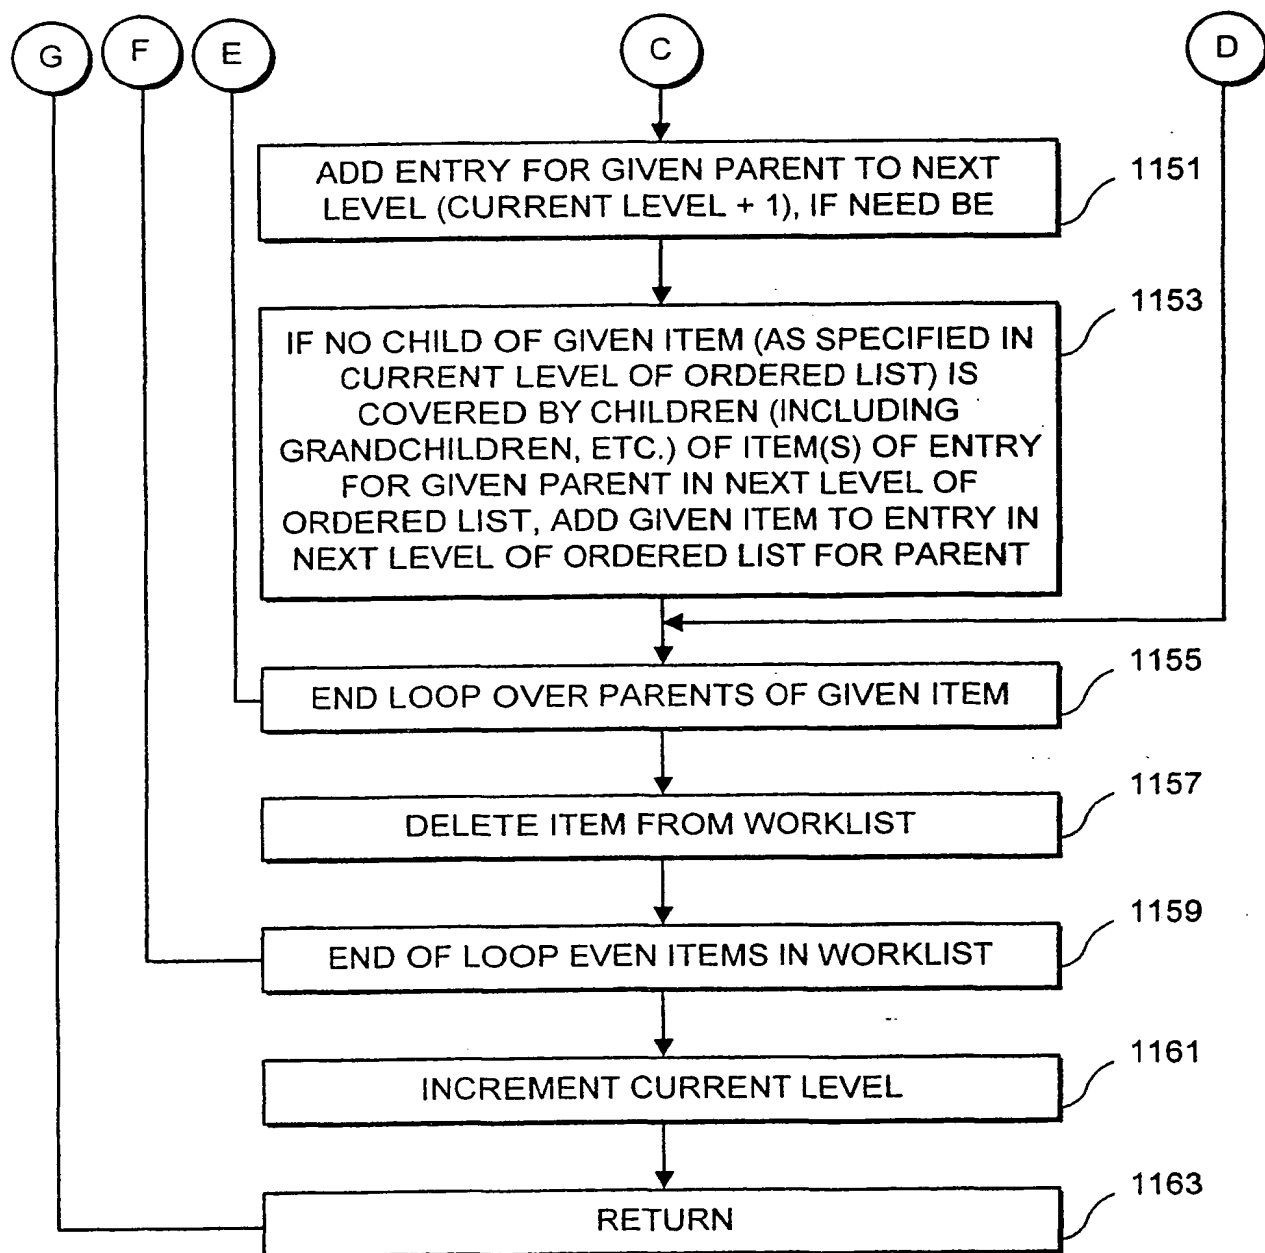 G F E C D
ADD ENTRY FOR GIVEN PARENT TO NEXT
LEVEL (CURRENT LEVEL + 1), IF NEED BE
1151
IF NO CHILD OF GIVEN ITEM (AS SPECIFIED IN
CURRENT LEVEL OF ORDERED LIST) IS
COVERED BY CHILDREN (INCLUDING
GRANDCHILDREN, ETC.) OF ITEM(S) OF ENTRY
FOR GIVEN PARENT IN NEXT LEVEL OF
ORDERED LIST, ADD GIVEN ITEM TO ENTRY IN
NEXT LEVEL OF ORDERED LIST FOR PARENT
1153
END LOOP OVER PARENTS OF GIVEN ITEM
1155
DELETE ITEM FROM WORKLIST
1157
END OF LOOP EVEN ITEMS IN WORKLIST
1159
INCREMENT CURRENT LEVEL
1161
RETURN
1163